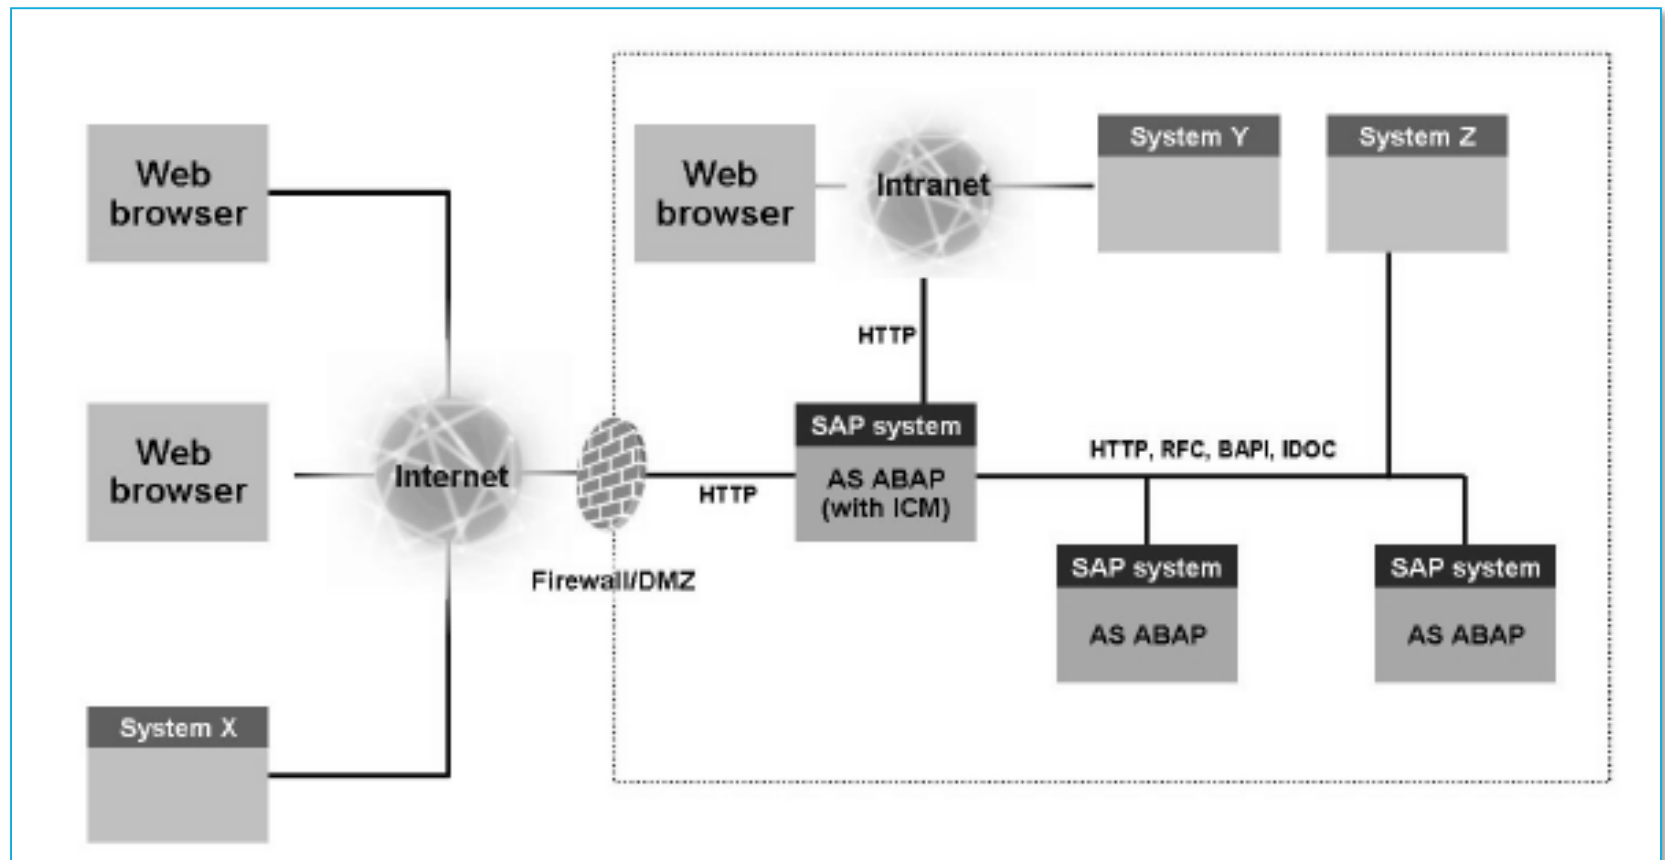 Web
browser
Web
browser
Intranet
System Y
System Z
HTTP
Web
browser
Internet
Firewall/DMZ
HTTP
SAP system
AS ABAP
(with ICM)
HTTP, RFC, BAPI, IDOC
SAP system
AS ABAP
SAP system
AS ABAP
System X